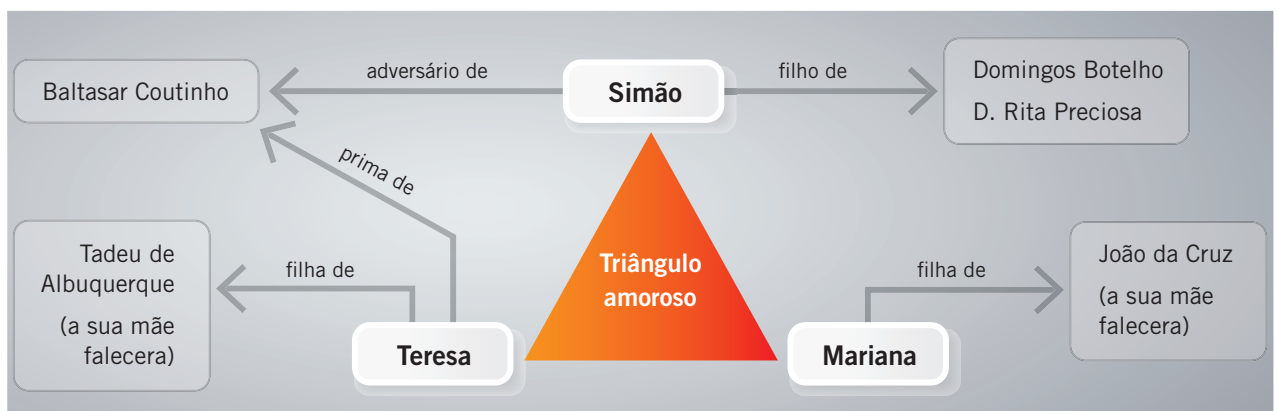 Baltasar Coutinho
adversário de
Simão
filho de
Domingos Botelho
D. Rita Preciosa
prima de
Tadeu de
Albuquerque
(a sua mãe
falecera)
filha de
Teresa
Triângulo
amoroso
Mariana
filha de
João da Cruz
(a sua mãe
falecera)